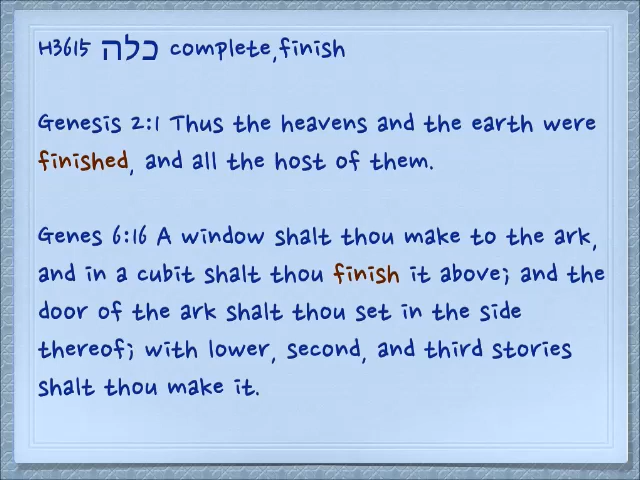 H3615 כלה complete,finish
Genesis 2:1 Thus the heavens and the earth were
finished, and all the host of them.
Genes 6:16 A window shalt thou make to the ark,
and in a cubit shalt thou finish it above; and the
door of the ark shalt thou set in the side
thereof; with lower, second, and third stories
shalt thou make it.